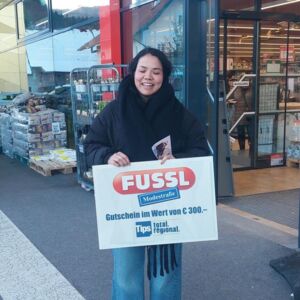 FUSSL
Modestraße
Gutschein im Wert von € 300,–
Tips total.
regional.